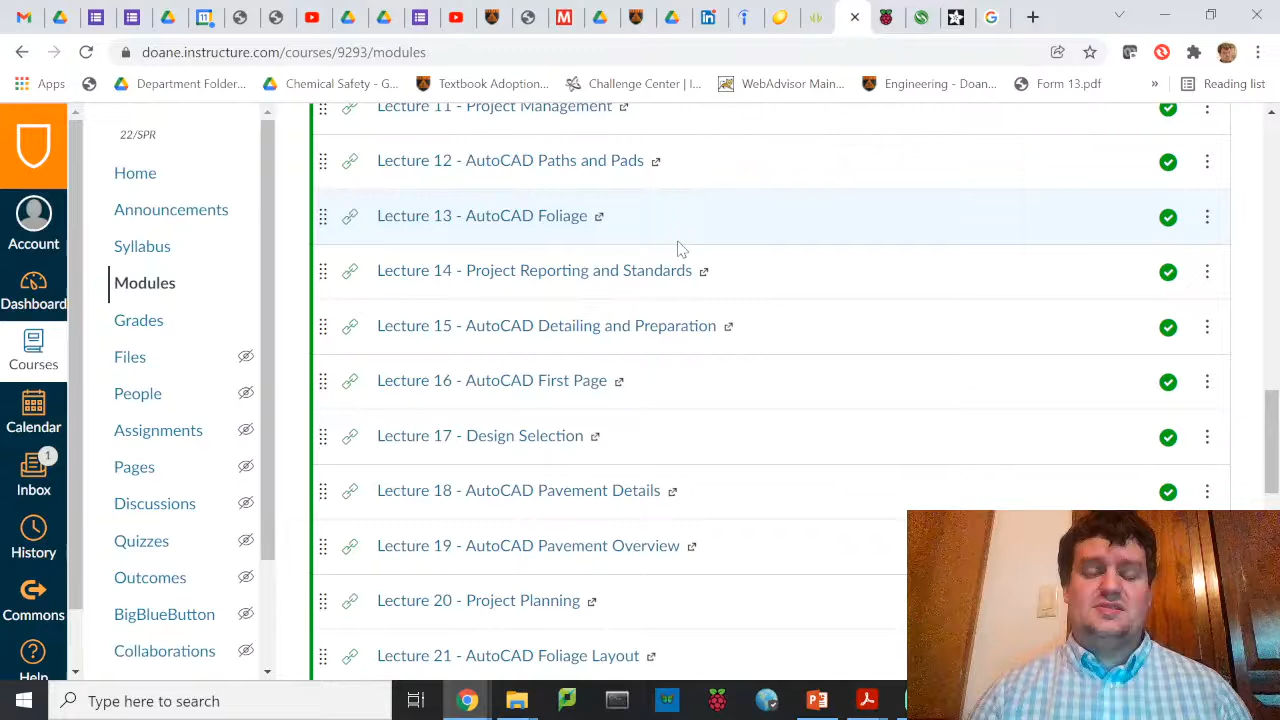 11
doane.instructure.com/courses/9293/modules
Apps Department Folder... Chemical Safety - G... Textbook Adoption... Challenge Center | I... WebAdvisor Main... Engineering - Doan... Form 13.pdf » Reading list
22/SPR
Home
Announcements
Syllabus
Modules
Grades
Files
People
Assignments
Pages
Discussions
Quizzes
Outcomes
BigBlueButton
Collaborations
Account
Dashboard
Courses
Calendar
1
Inbox
History
Commons
Help
Lecture 11 - Project Management
Lecture 12 - AutoCAD Paths and Pads
Lecture 13 - AutoCAD Foliage
Lecture 14 - Project Reporting and Standards
Lecture 15 - AutoCAD Detailing and Preparation
Lecture 16 - AutoCAD First Page
Lecture 17 - Design Selection
Lecture 18 - AutoCAD Pavement Details
Lecture 19 - AutoCAD Pavement Overview
Lecture 20 - Project Planning
Lecture 21 - AutoCAD Foliage Layout
Type here to search